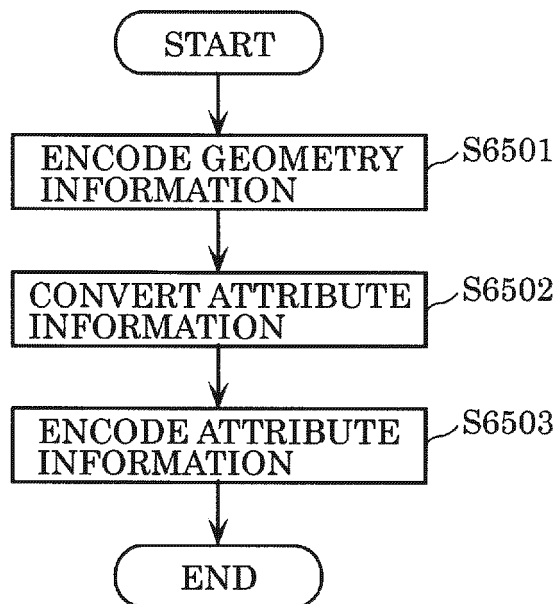 START
ENCODE GEOMETRY
INFORMATION
S6501
CONVERT ATTRIBUTE
INFORMATION
S6502
ENCODE ATTRIBUTE
INFORMATION
S6503
END